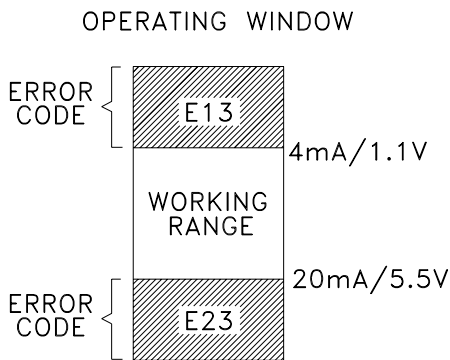 OPERATING WINDOW
ERROR
CODE
E13
4mA/1.1V
WORKING
RANGE
20mA/5.5V
ERROR
CODE
E23